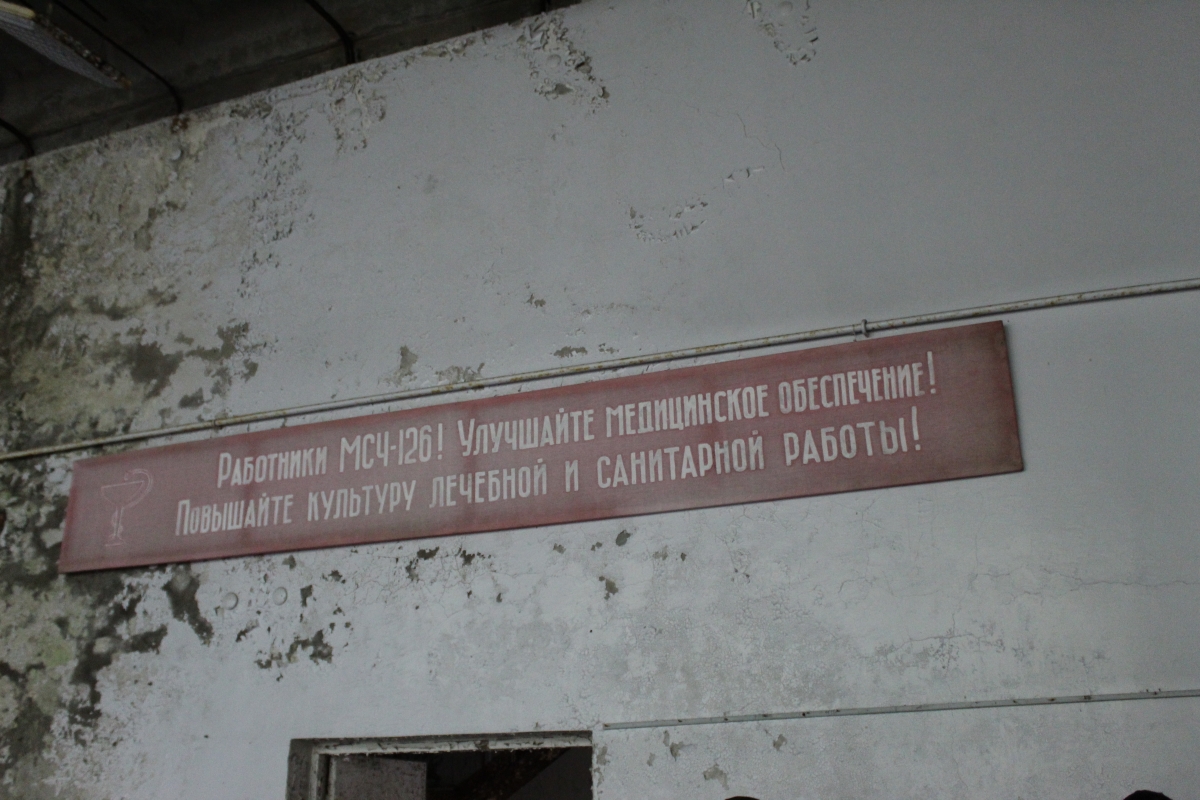 Работники МСЧ-126! Улучшайте медицинское обеспечение!
Повышайте культуру лечебной и санитарной работы!